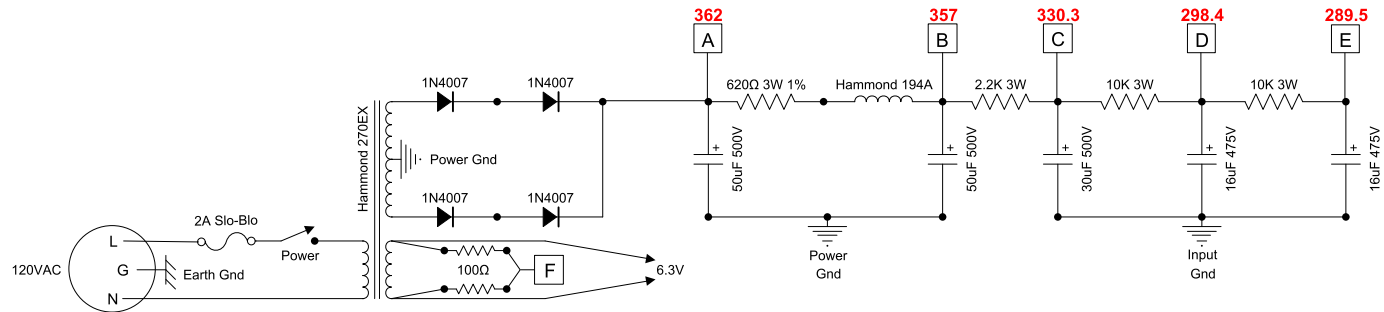 362
357
330.3
298.4
289.5
A
B
C
D
E
1N4007
1N4007
620Ω 3W 1%
Hammond 194A
2.2K 3W
10K 3W
10K 3W
Hammond 270EX
Power Gnd
50uF 500V
+
50uF 500V
+
30uF 500V
+
16uF 475V
+
16uF 475V
+
1N4007
1N4007
2A Slo-Blo
L
Power
120VAC
G
Earth Gnd
N
100Ω
F
6.3V
Power
Gnd
Input
Gnd